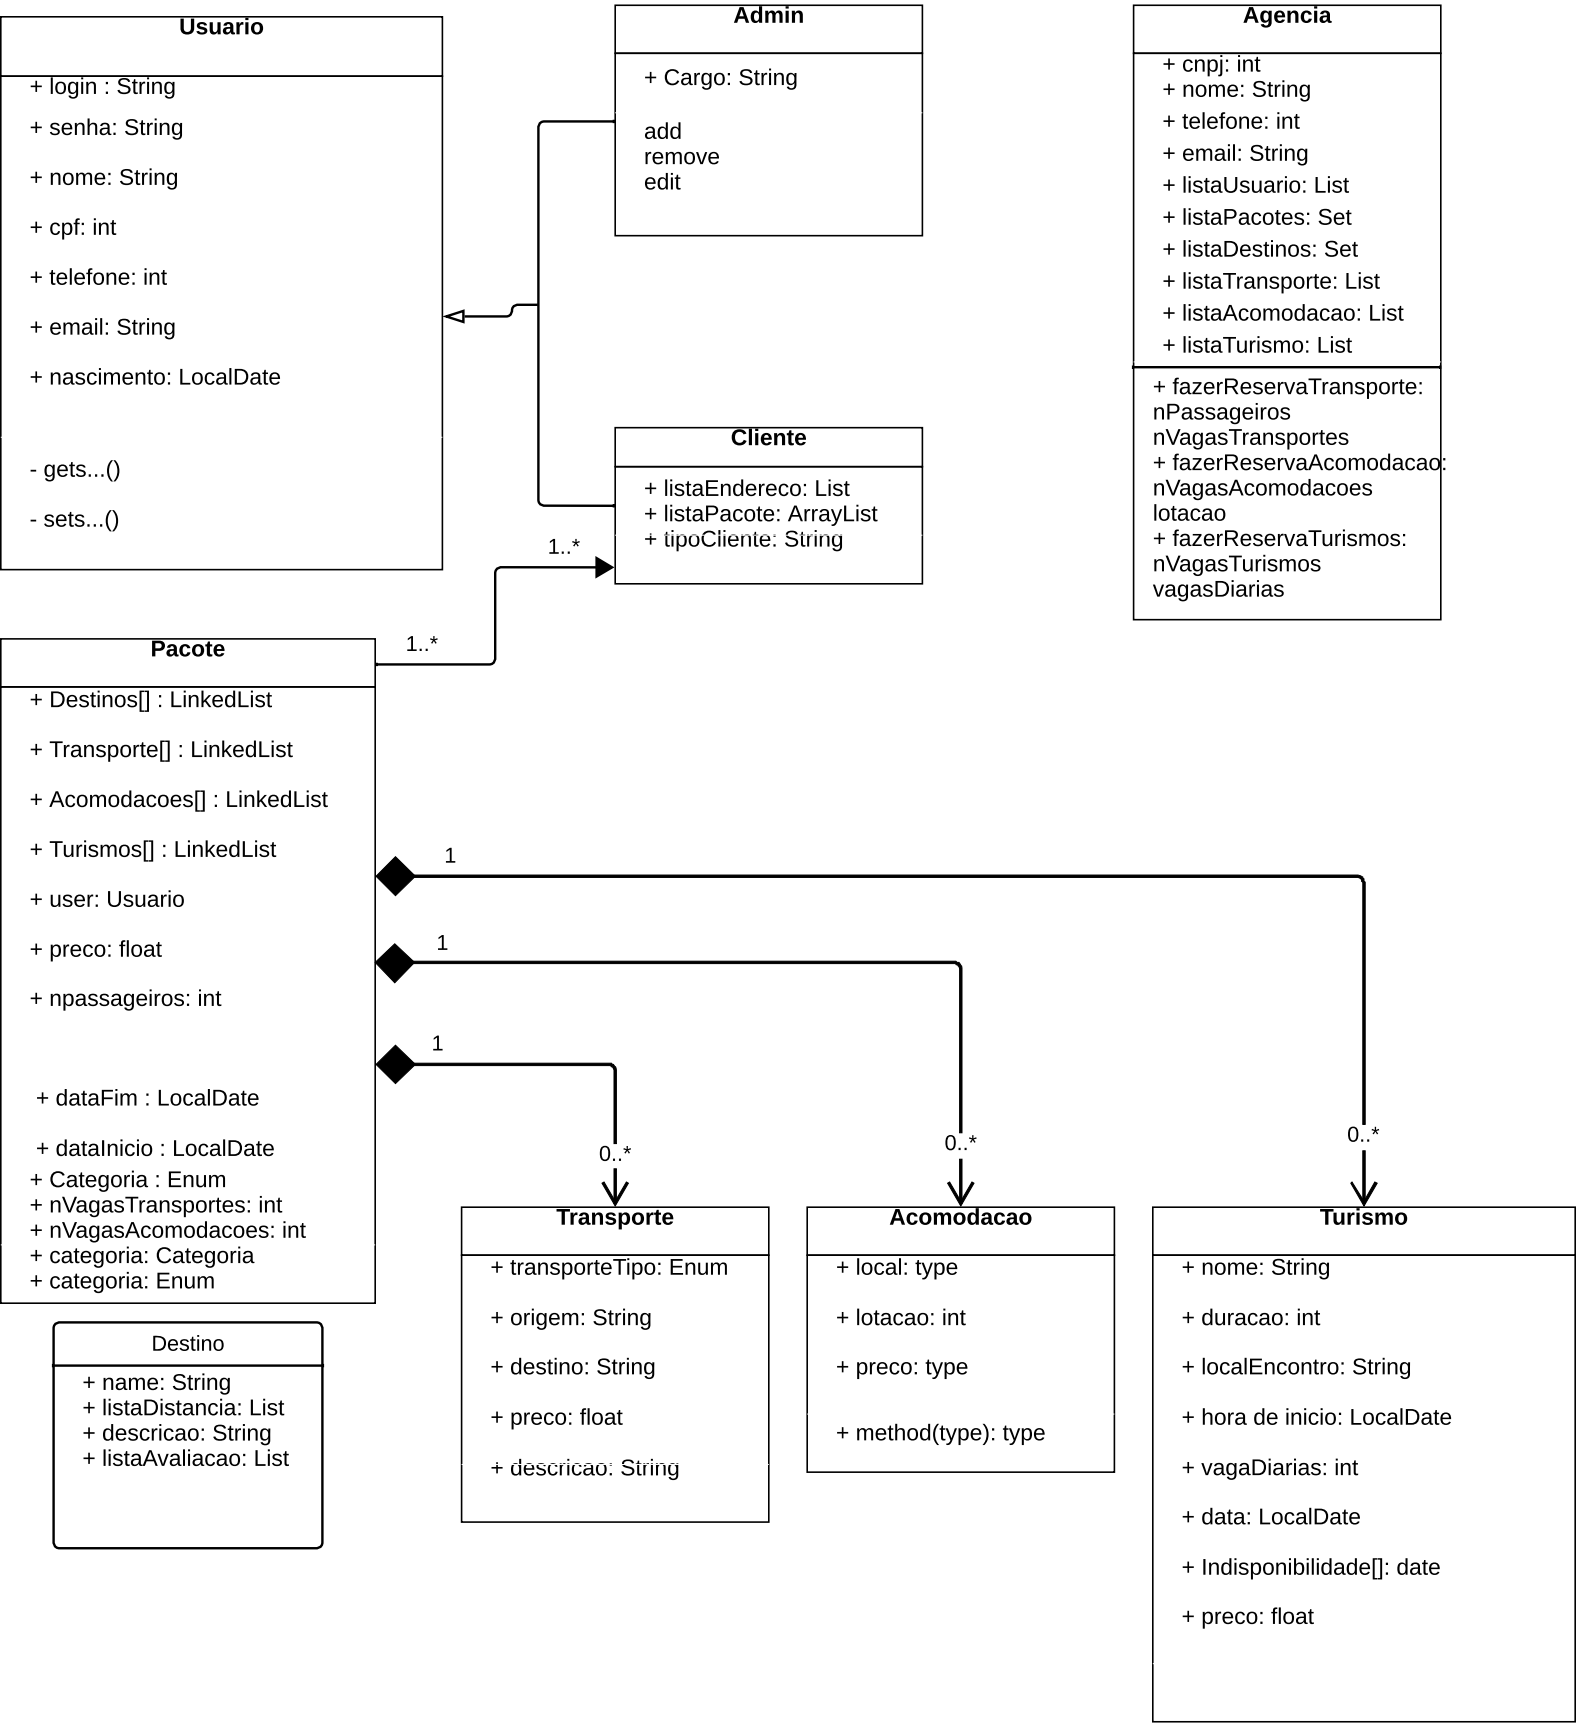 Usuario
+ login : String
+ senha: String
+ nome: String
+ cpf: int
+ telefone: int
+ email: String
+ nascimento: LocalDate
- gets...()
- sets...()
Admin
+ Cargo: String
add
remove
edit
Agencia
+ cnpj: int
+ nome: String
+ telefone: int
+ email: String
+ listaUsuario: List
+ listaPacotes: Set
+ listaDestinos: Set
+ listaTransporte: List
+ listaAcomodacao: List
+ listaTurismo: List
+ fazerReservaTransporte:
nPassageiros
nVagasTransportes
+ fazerReservaAcomodacao:
nVagasAcomodacoes
lotacao
+ fazerReservaTurismos:
nVagasTurismos
vagasDiarias
Cliente
+ listaEndereco: List
+ listaPacote: ArrayList
+ tipoCliente: String
1..*
1..*
Pacote
+ Destinos[] : LinkedList
+ Transporte[] : LinkedList
+ Acomodacoes[] : LinkedList
+ Turismos[] : LinkedList
+ user: Usuario
+ preco: float
+ npassageiros: int
+ dataFim : LocalDate
+ dataInicio : LocalDate
+ Categoria : Enum
+ nVagasTransportes: int
+ nVagasAcomodacoes: int
+ categoria: Categoria
+ categoria: Enum
1
1
1
0..*
0..*
0..*
Destino
+ name: String
+ listaDistancia: List
+ descricao: String
+ listaAvaliacao: List
Transporte
+ transporteTipo: Enum
+ origem: String
+ destino: String
+ preco: float
+ descricao: String
Acomodacao
+ local: type
+ lotacao: int
+ preco: type
+ method(type): type
Turismo
+ nome: String
+ duracao: int
+ localEncontro: String
+ hora de inicio: LocalDate
+ vagaDiarias: int
+ data: LocalDate
+ Indisponibilidade[]: date
+ preco: float